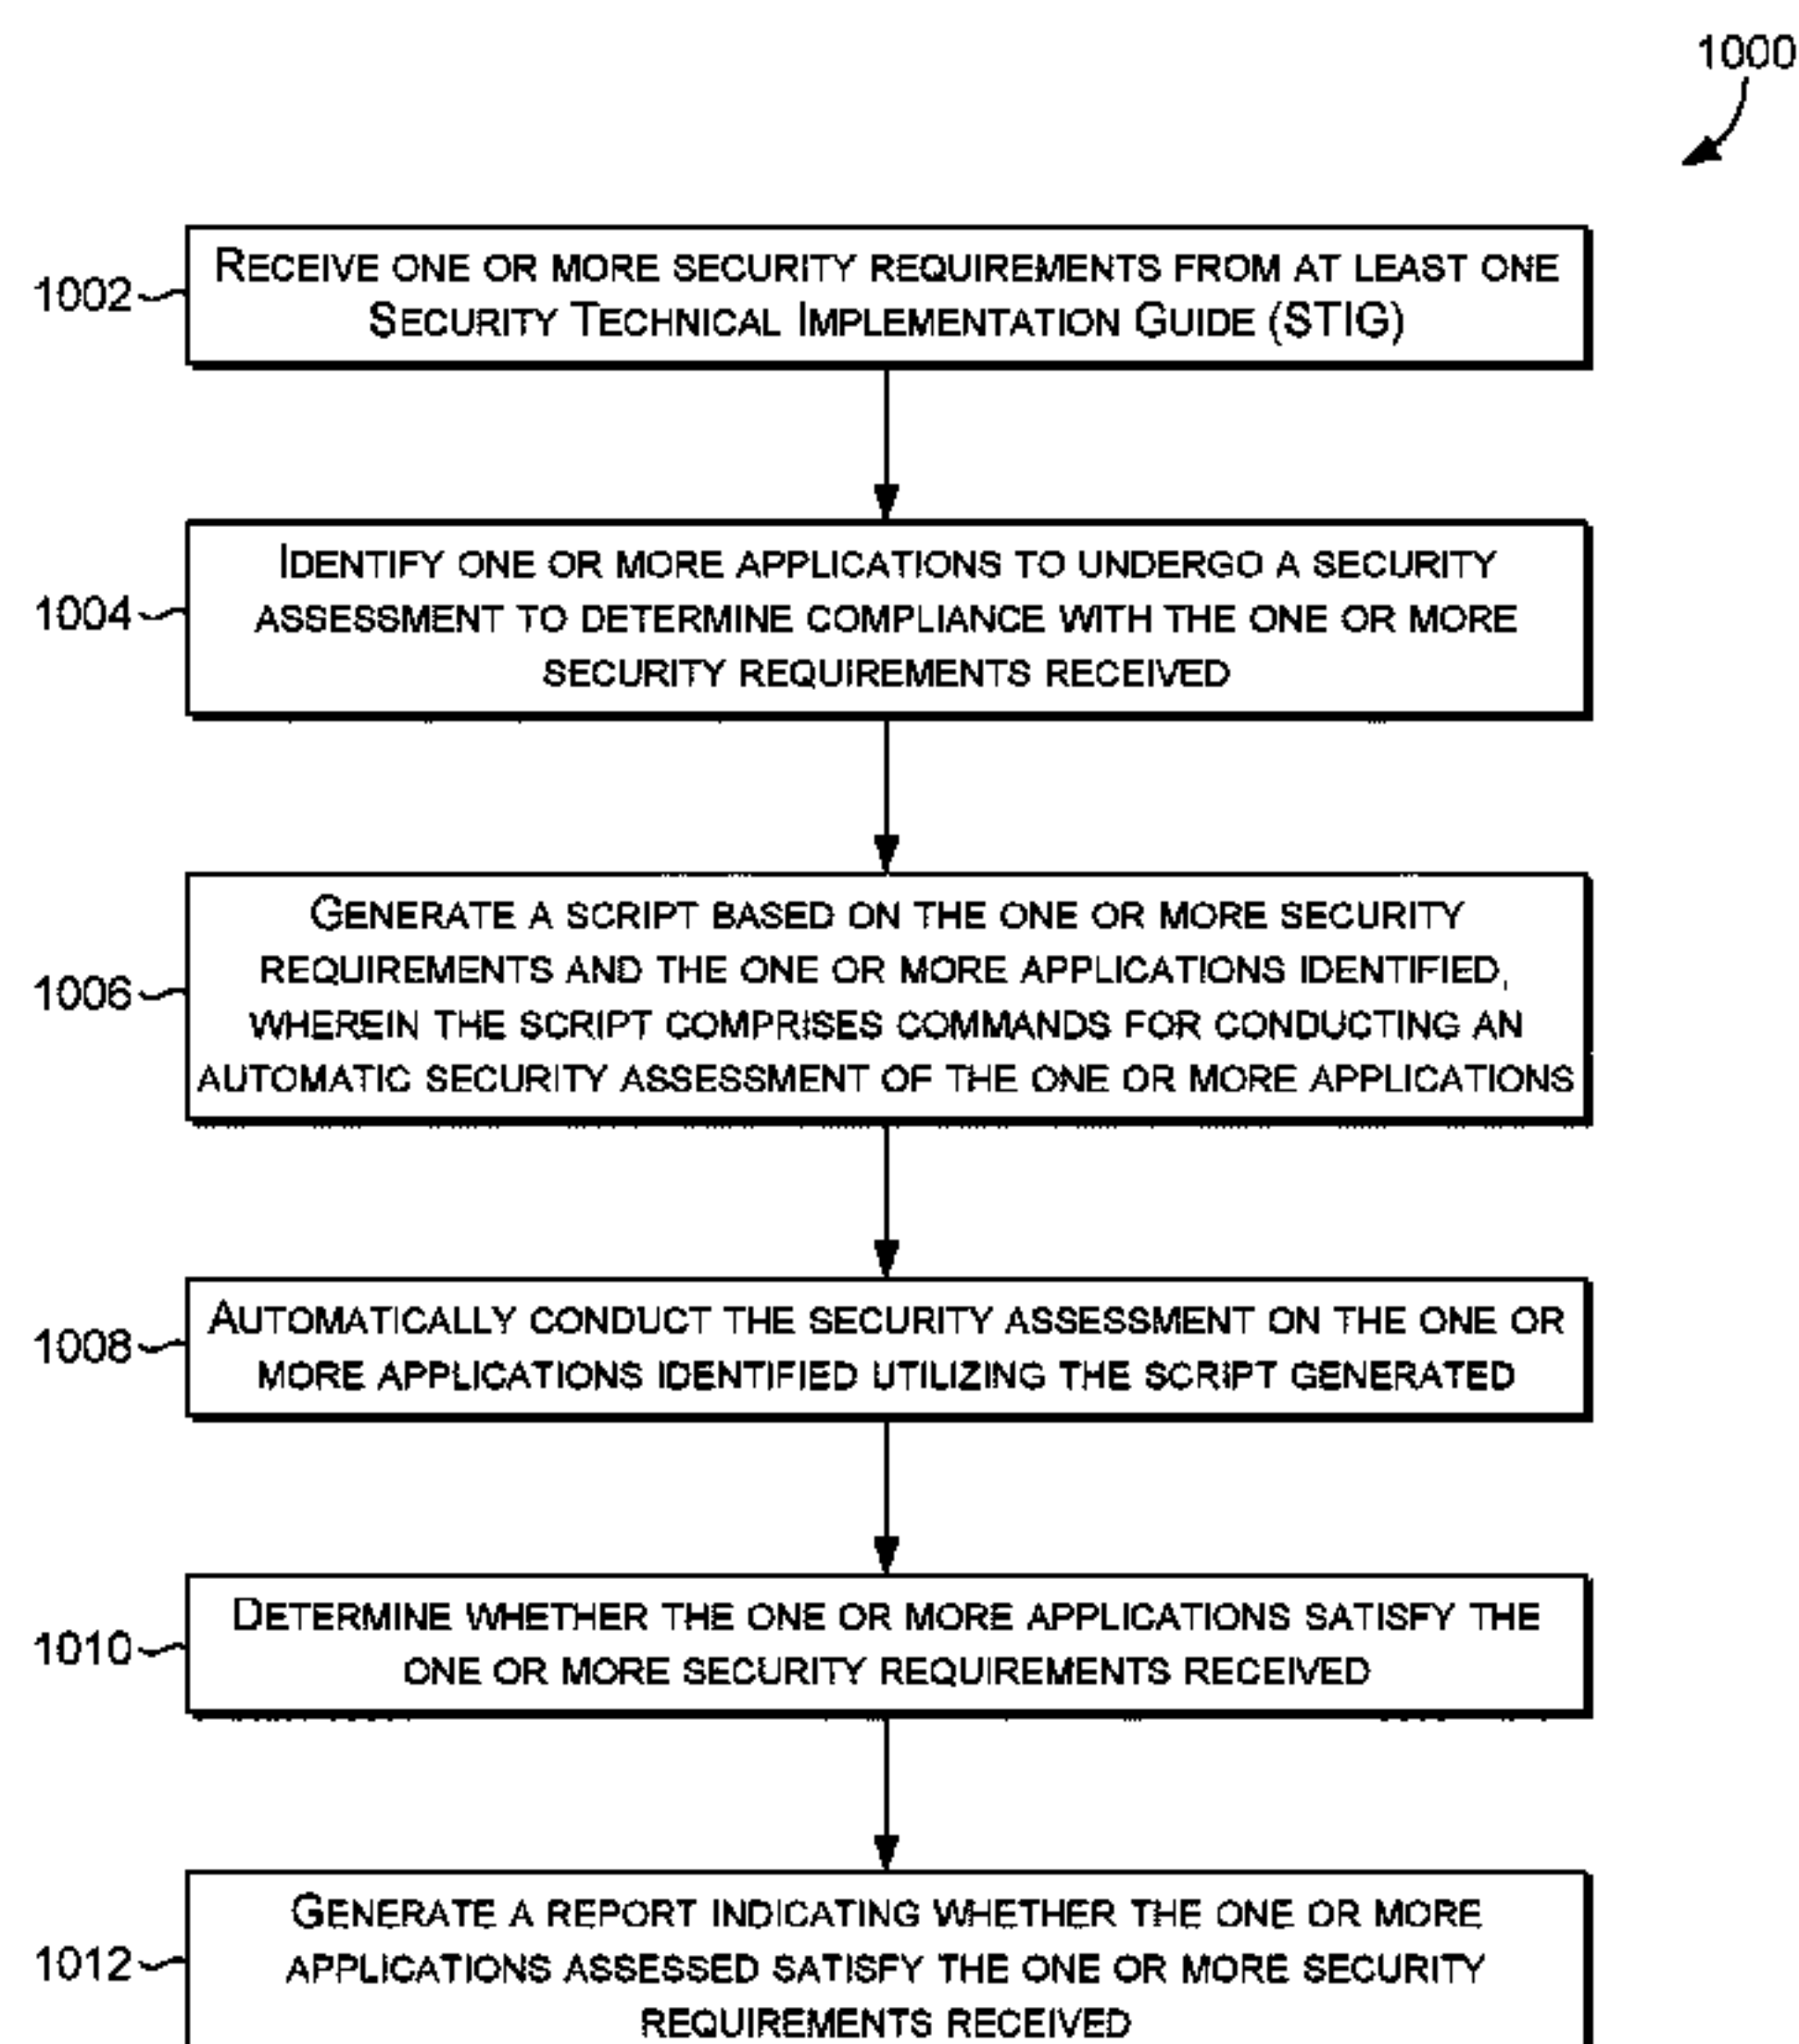 1000
1002
RECEIVE ONE OR MORE SECURITY REQUIREMENTS FROM AT LEAST ONE
SECURITY TECHNICAL IMPLEMENTATION GUIDE (STIG)
1004
IDENTIFY ONE OR MORE APPLICATIONS TO UNDERGO A SECURITY
ASSESSMENT TO DETERMINE COMPLIANCE WITH THE ONE OR MORE
SECURITY REQUIREMENTS RECEIVED
1006
GENERATE A SCRIPT BASED ON THE ONE OR MORE SECURITY
REQUIREMENTS AND THE ONE OR MORE APPLICATIONS IDENTIFIED,
WHEREIN THE SCRIPT COMPRISES COMMANDS FOR CONDUCTING AN
AUTOMATIC SECURITY ASSESSMENT OF THE ONE OR MORE APPLICATIONS
1008
AUTOMATICALLY CONDUCT THE SECURITY ASSESSMENT ON THE ONE OR
MORE APPLICATIONS IDENTIFIED UTILIZING THE SCRIPT GENERATED
1010
DETERMINE WHETHER THE ONE OR MORE APPLICATIONS SATISFY THE
ONE OR MORE SECURITY REQUIREMENTS RECEIVED
1012
GENERATE A REPORT INDICATING WHETHER THE ONE OR MORE
APPLICATIONS ASSESSED SATISFY THE ONE OR MORE SECURITY
REQUIREMENTS RECEIVED